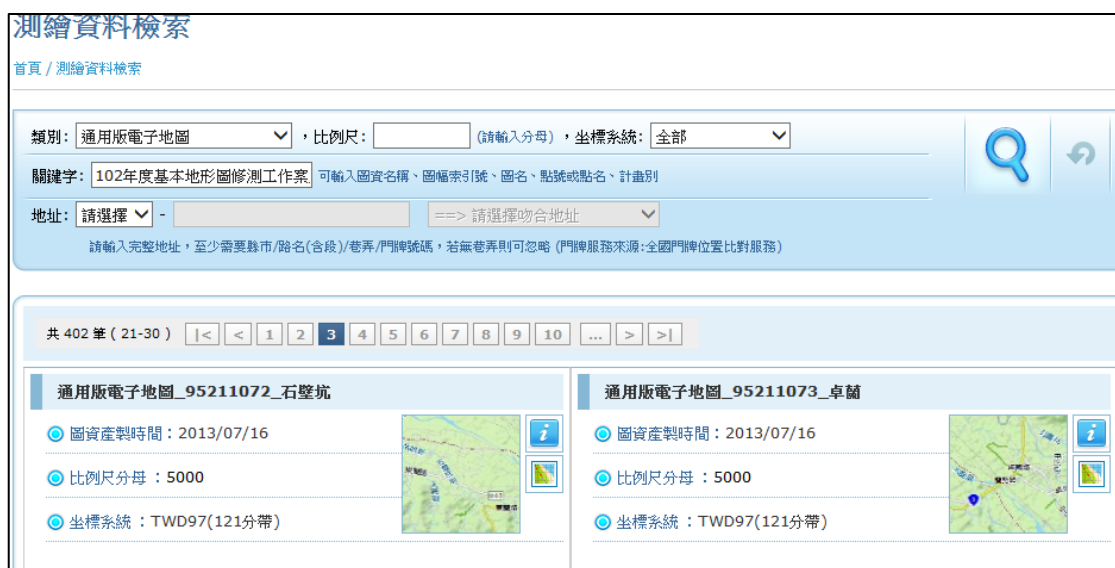 測繪資料檢索
首頁 / 測繪資料檢索
類別: 通用版電子地圖 ,比例尺: (請輸入分母) ,坐標系統: 全部
關鍵字: 102年度基本地形圖修測工作案 可輸入圖資名稱、圖幅索引號、圖名、點號或點名、計畫別
地址: 請選擇 - ==> 請選擇吻合地址
請輸入完整地址,至少需要縣市/路名(含段)/巷弄/門牌號碼,若無巷弄則可忽略 (門牌服務來源:全國門牌位置比對服務)
共 402 筆 ( 21-30 ) |< < 1 2 3 4 5 6 7 8 9 10 ... > >|
通用版電子地圖_95211072_石壁坑
圖資產製時間:2013/07/16
比例尺分母 :5000
坐標系統 :TWD97(121分帶)
通用版電子地圖_95211073_卓蘭
圖資產製時間:2013/07/16
比例尺分母 :5000
坐標系統 :TWD97(121分帶)